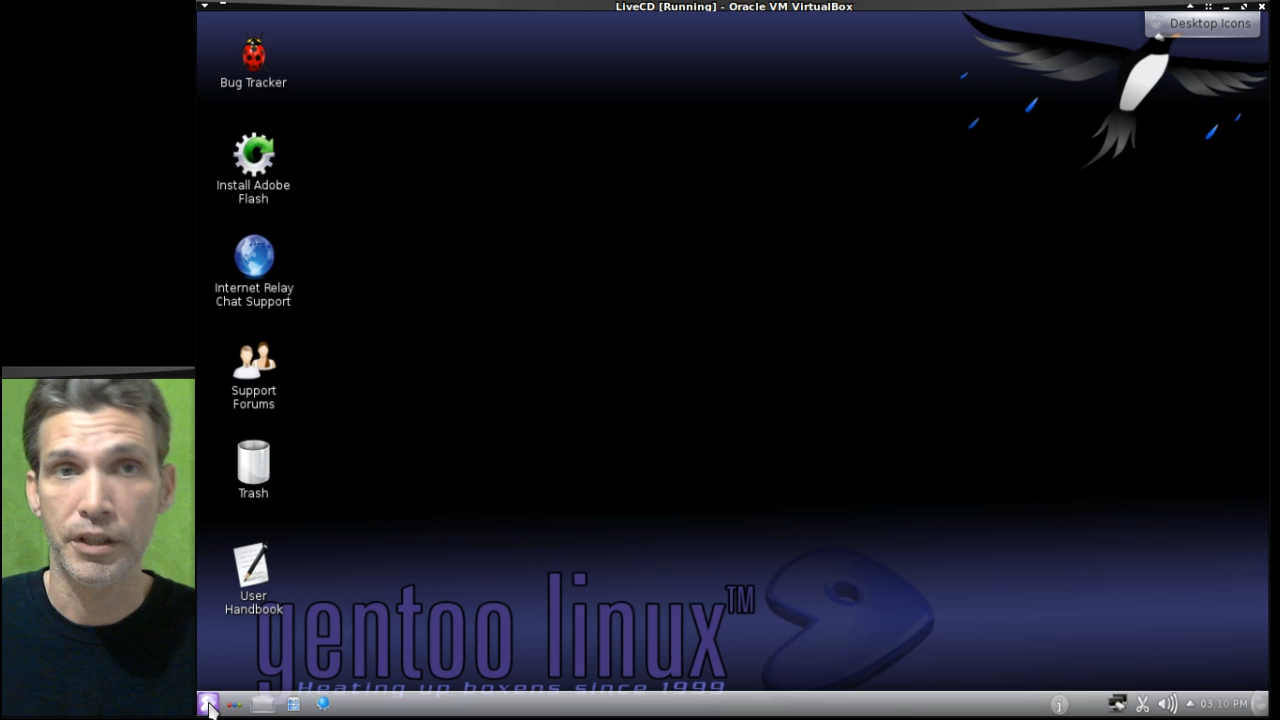 LiveCD [Running] - Oracle VM VirtualBox
Desktop Icons
Bug Tracker
Install Adobe
Flash
Internet Relay
Chat Support
Support
Forums
Trash
User
Handbook
gentoo linux™
Heating up boxens since 1999
03:10 PM